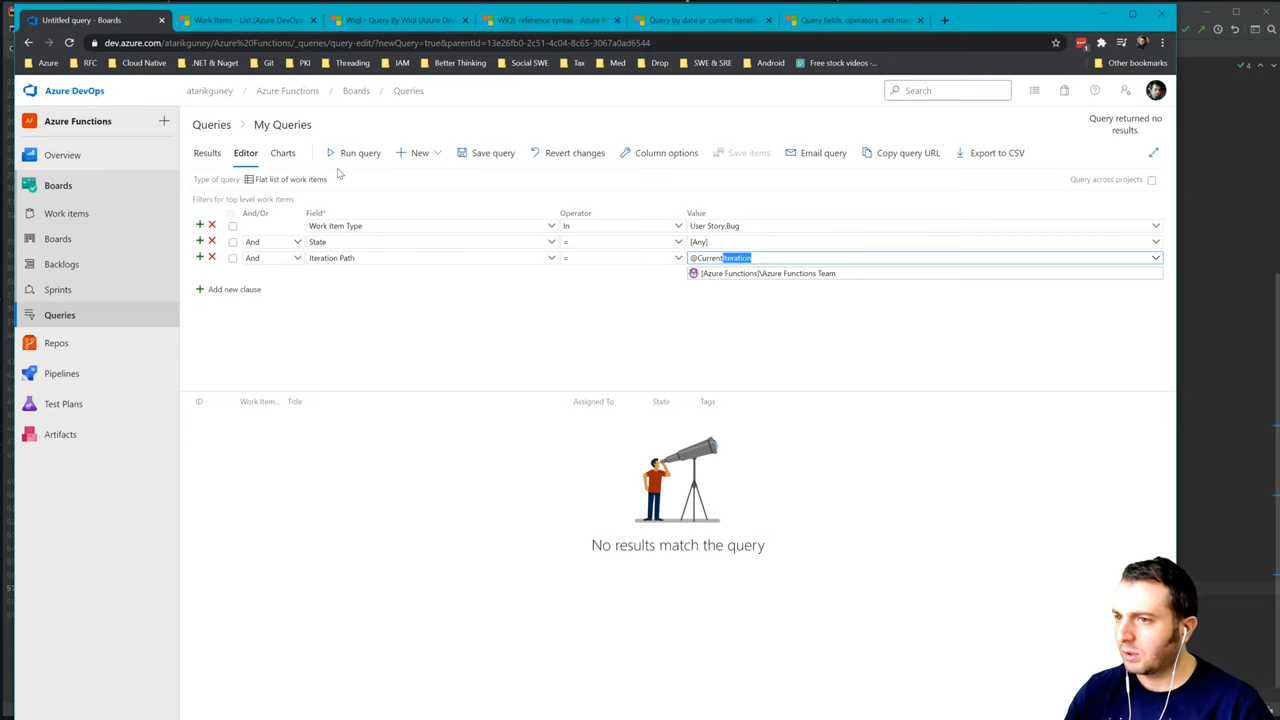 Untitled query - Boards
Work Items - List (Azure DevOps
Wiql - Query By Wiql (Azure Dev
WIQL reference syntax - Azure B
Query by date or current iteratio
Query fields, operators, and mac
dev.azure.com/atarikguney/Azure%20Functions/_queries/query-edit/?newQuery=true&parentId=13e26fb0-2c51-4c04-8c65-3067a0ad6544
Azure
RFC
Cloud Native
.NET & Nuget
Git
PKI
Threading
IAM
Better Thinking
Social SWE
Tax
Med
Drop
SWE & SRE
Android
Free stock videos - ...
Other bookmarks
Azure DevOps
atarikguney
Azure Functions
Boards
Queries
Search
AF
Azure Functions
Queries > My Queries
Query returned no results.
Results
Editor
Charts
Run query
New
Save query
Revert changes
Column options
Save items
Email query
Copy query URL
Export to CSV
Overview
Boards
Work items
Boards
Backlogs
Sprints
Queries
Repos
Pipelines
Test Plans
Artifacts
Type of query
Flat list of work items
Query across projects
Filters for top level work items
And/Or
Field*
Operator
Value
Work Item Type
In
User Story,Bug
And
State
=
[Any]
And
Iteration Path
=
@CurrentIteration
[Azure Functions]\Azure Functions Team
Add new clause
ID
Work Item...
Title
Assigned To
State
Tags
No results match the query